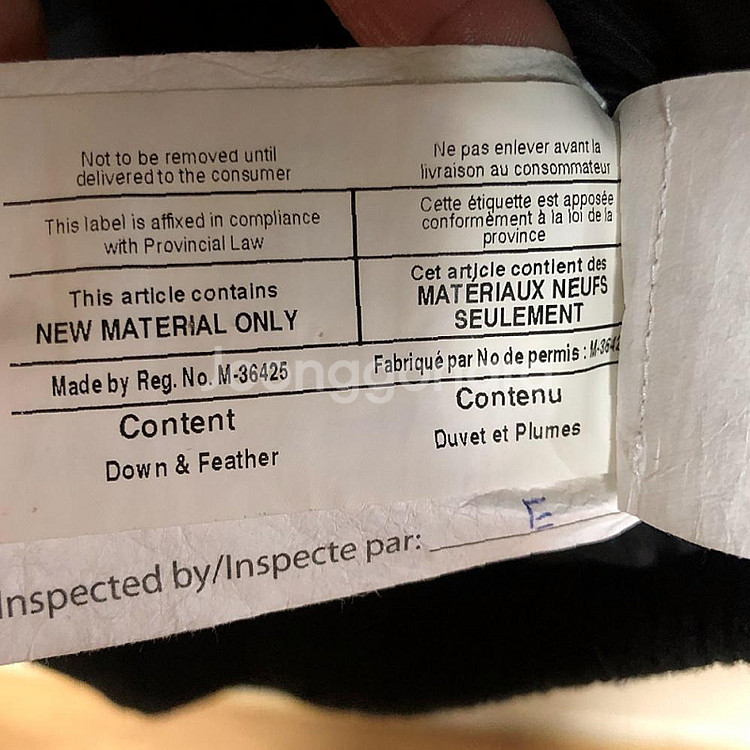 Not to be removed until
delivered to the consumer
Ne pas enlever avant la
livraison au consommateur
This label is affixed in compliance
with Provincial Law
Cette étiquette est apposée
conformément à la loi de la
province
This article contains
NEW MATERIAL ONLY
Cet article contient des
MATERIAUX NEUFS
SEULEMENT
Made by Reg. No. M-36425
Fabriqué par No de permis : M-3642
Content
Down & Feather
Contenu
Duvet et Plumes
E
Inspected by/Inspecte par: